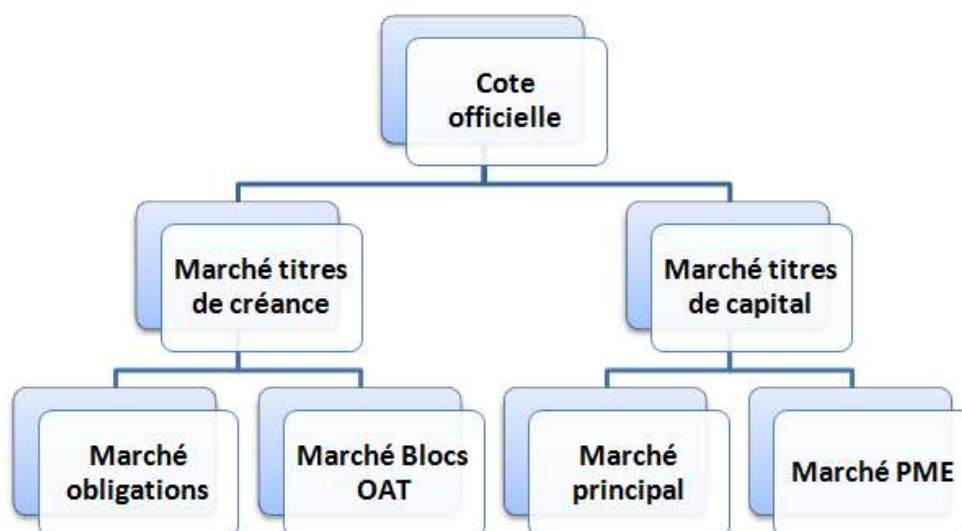 Cote
officielle
Marché titres
de créance
Marché titres
de capital
Marché
obligations
Marché Blocs
OAT
Marché
principal
Marché PME